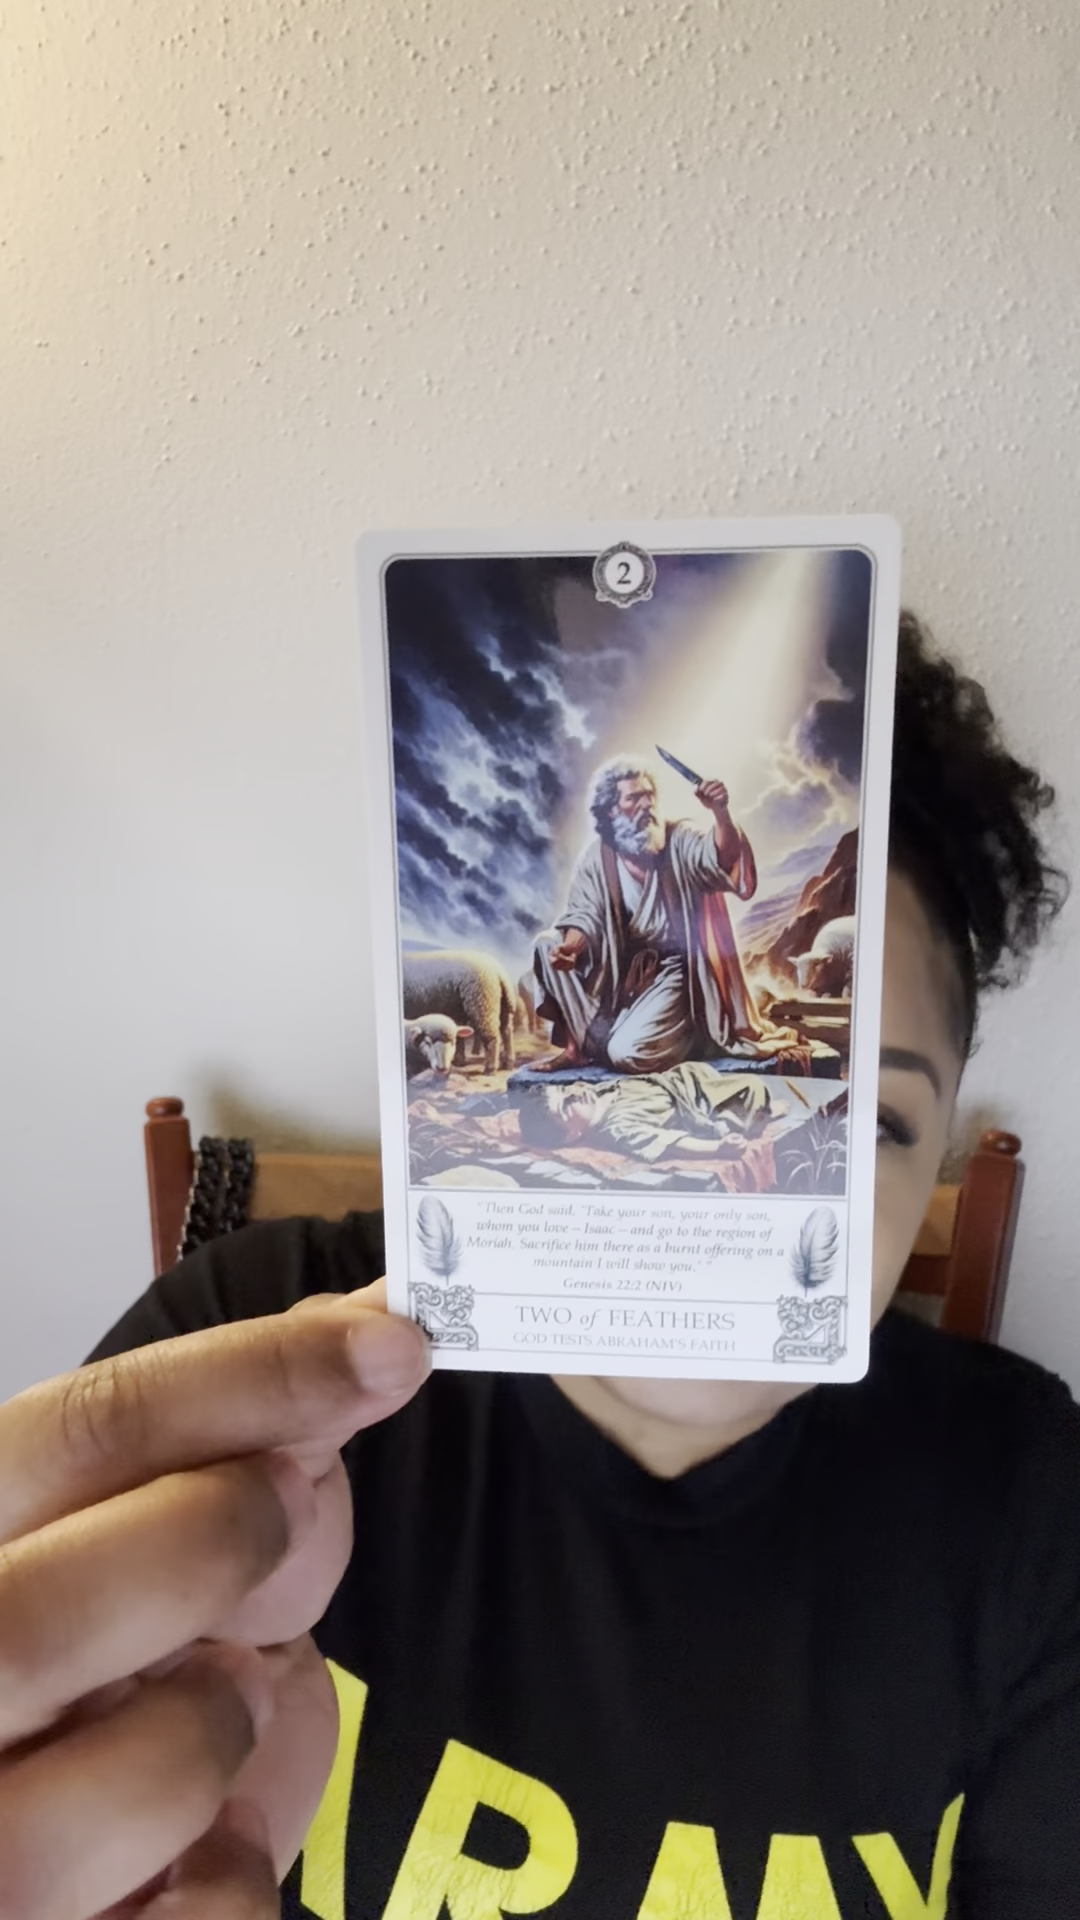 2
"Then God said, "Take your son, your only son,
whom you love – Isaac – and go to the region of
Moriah. Sacrifice him there as a burnt offering on a
mountain I will show you." "
Genesis 22:2 (NIV)
TWO of FEATHERS
GOD TESTS ABRAHAM'S FAITH
ARMY